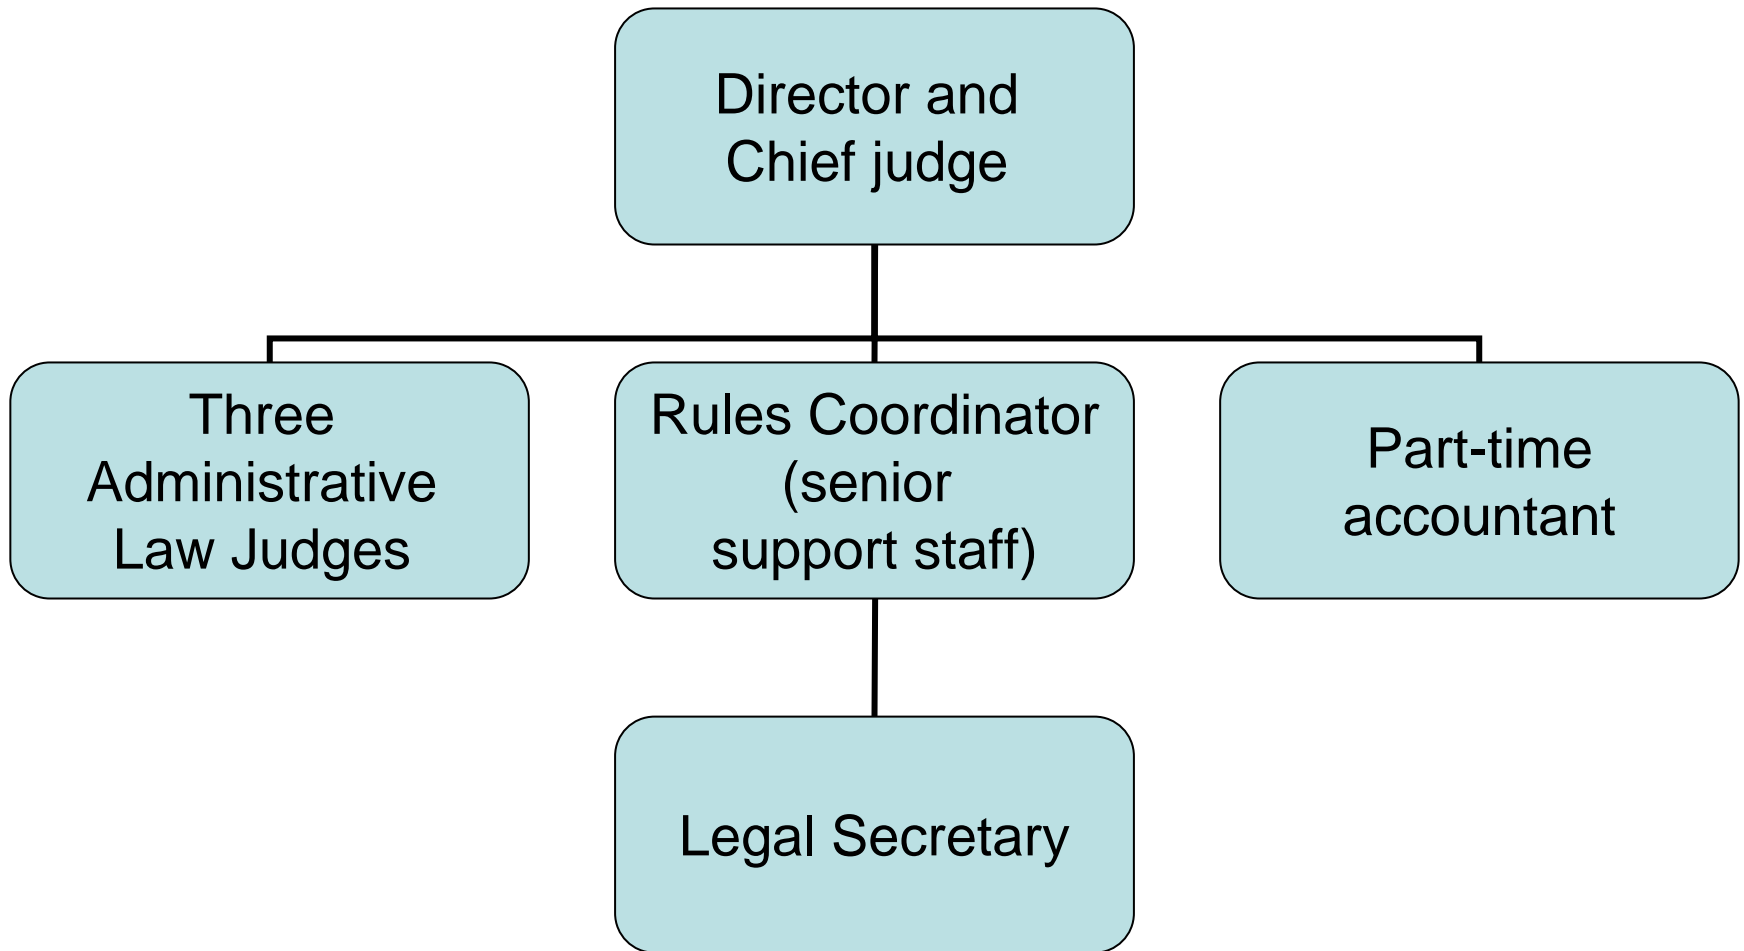 Director and
Chief judge
Three
Administrative
Law Judges
Rules Coordinator
(senior
support staff)
Part-time
accountant
Legal Secretary